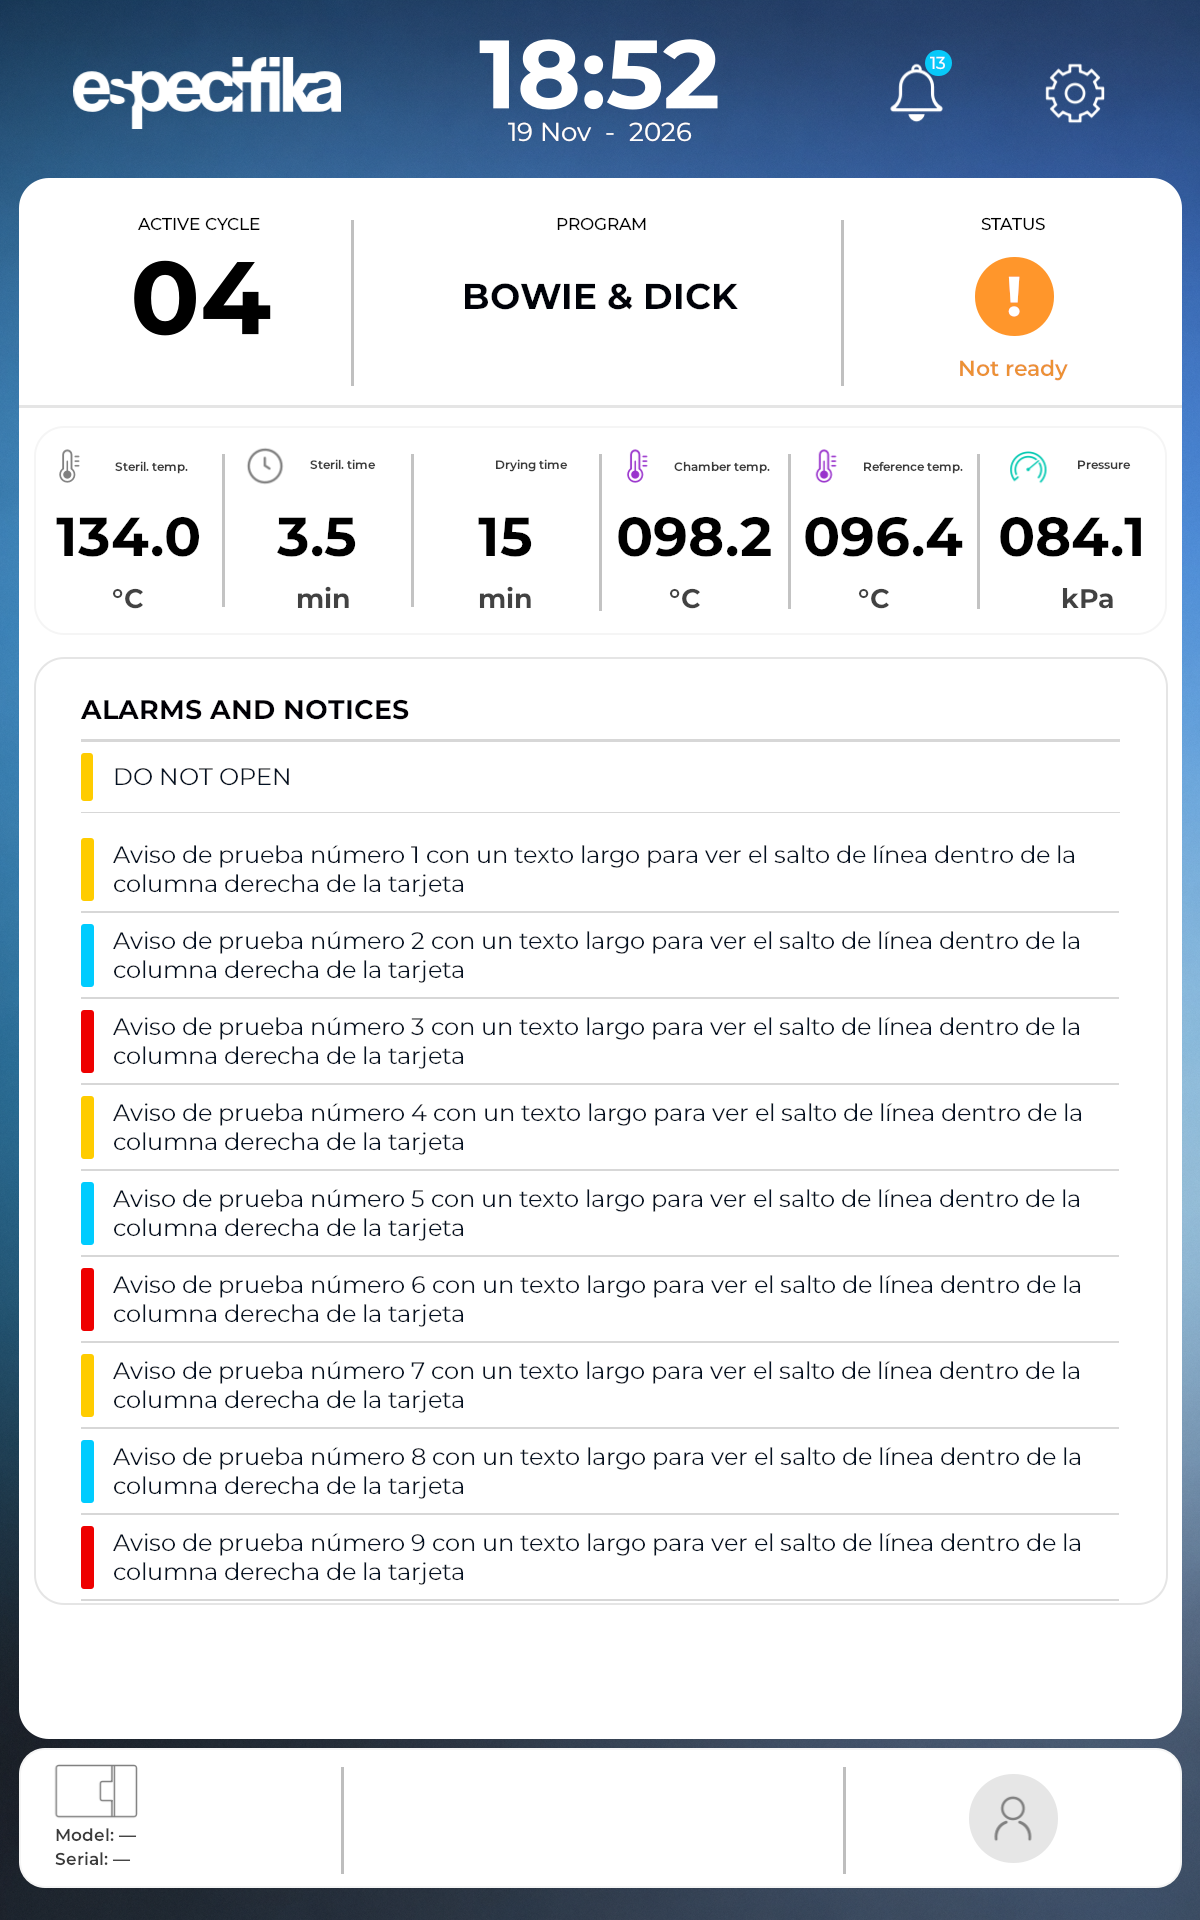 especifika
18:52
19 Nov - 2026
13
ACTIVE CYCLE
04
PROGRAM
BOWIE & DICK
STATUS
!
Not ready
Steril. temp.
134.0
°C
Steril. time
3.5
min
Drying time
15
min
Chamber temp.
098.2
°C
Reference temp.
096.4
°C
Pressure
084.1
kPa
ALARMS AND NOTICES
DO NOT OPEN
Aviso de prueba número 1 con un texto largo para ver el salto de línea dentro de la
columna derecha de la tarjeta
Aviso de prueba número 2 con un texto largo para ver el salto de línea dentro de la
columna derecha de la tarjeta
Aviso de prueba número 3 con un texto largo para ver el salto de línea dentro de la
columna derecha de la tarjeta
Aviso de prueba número 4 con un texto largo para ver el salto de línea dentro de la
columna derecha de la tarjeta
Aviso de prueba número 5 con un texto largo para ver el salto de línea dentro de la
columna derecha de la tarjeta
Aviso de prueba número 6 con un texto largo para ver el salto de línea dentro de la
columna derecha de la tarjeta
Aviso de prueba número 7 con un texto largo para ver el salto de línea dentro de la
columna derecha de la tarjeta
Aviso de prueba número 8 con un texto largo para ver el salto de línea dentro de la
columna derecha de la tarjeta
Aviso de prueba número 9 con un texto largo para ver el salto de línea dentro de la
columna derecha de la tarjeta
Model: —
Serial: —